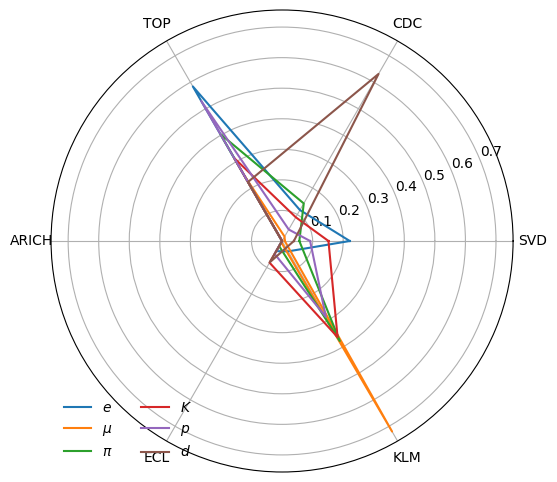 TOP CDC
0.7
0.6
0.5
0.4
0.3
0.2
0.1
ARICH SVD
e K
μ p
π d
ECL KLM